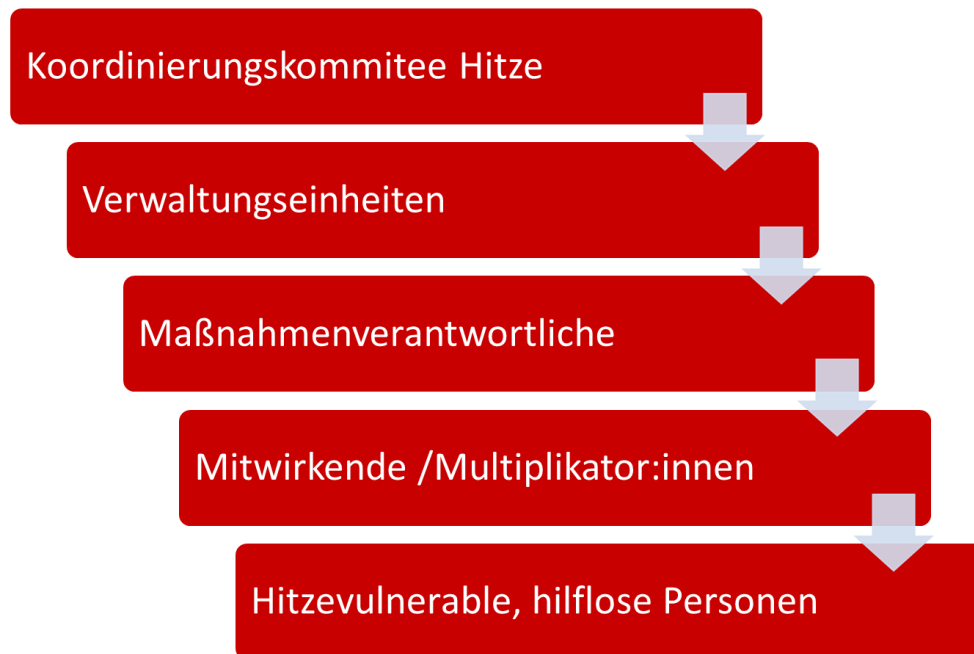 Koordinierungskommitee Hitze
Verwaltungseinheiten
Maßnahmenverantwortliche
Mitwirkende /Multiplikator:innen
Hitzevulnerable, hilflose Personen